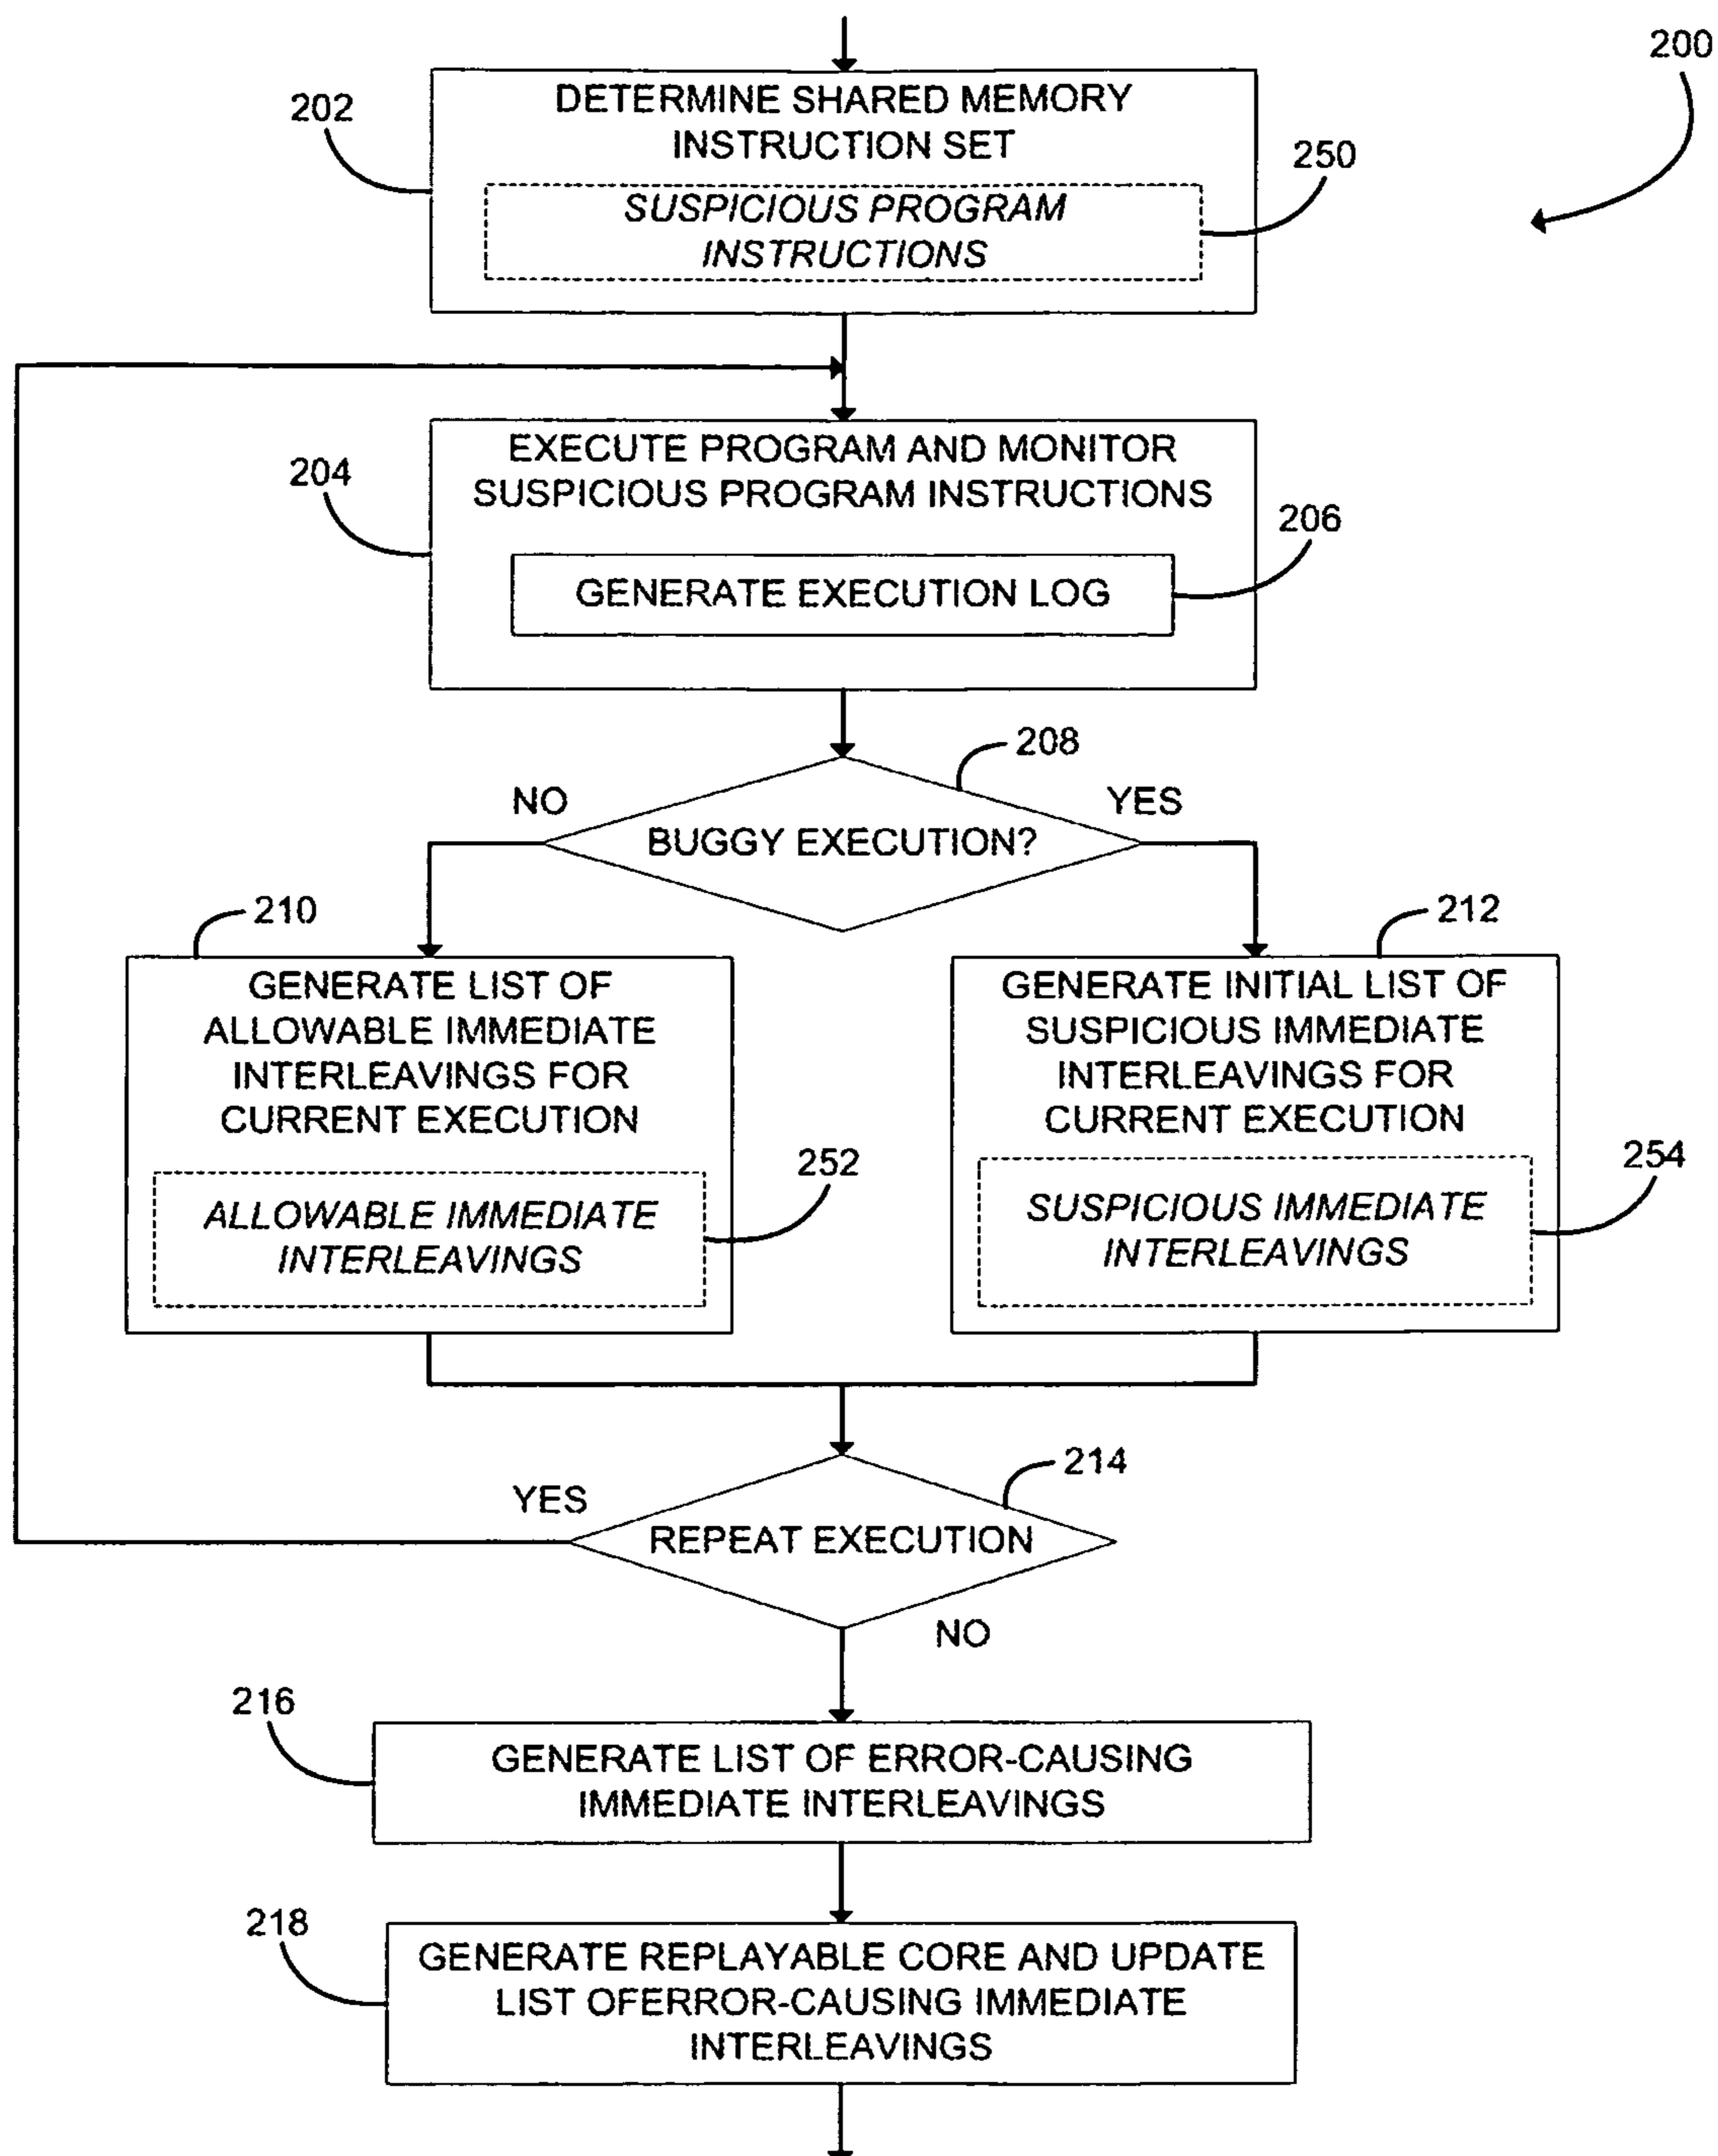 200
202
DETERMINE SHARED MEMORY
INSTRUCTION SET
250
SUSPICIOUS PROGRAM
INSTRUCTIONS
204
EXECUTE PROGRAM AND MONITOR
SUSPICIOUS PROGRAM INSTRUCTIONS
206
GENERATE EXECUTION LOG
208
NO
YES
BUGGY EXECUTION?
210
212
GENERATE LIST OF
ALLOWABLE IMMEDIATE
INTERLEAVINGS FOR
CURRENT EXECUTION
252
ALLOWABLE IMMEDIATE
INTERLEAVINGS
GENERATE INITIAL LIST OF
SUSPICIOUS IMMEDIATE
INTERLEAVINGS FOR
CURRENT EXECUTION
254
SUSPICIOUS IMMEDIATE
INTERLEAVINGS
214
YES
REPEAT EXECUTION
NO
216
GENERATE LIST OF ERROR-CAUSING
IMMEDIATE INTERLEAVINGS
218
GENERATE REPLAYABLE CORE AND UPDATE
LIST OFERROR-CAUSING IMMEDIATE
INTERLEAVINGS